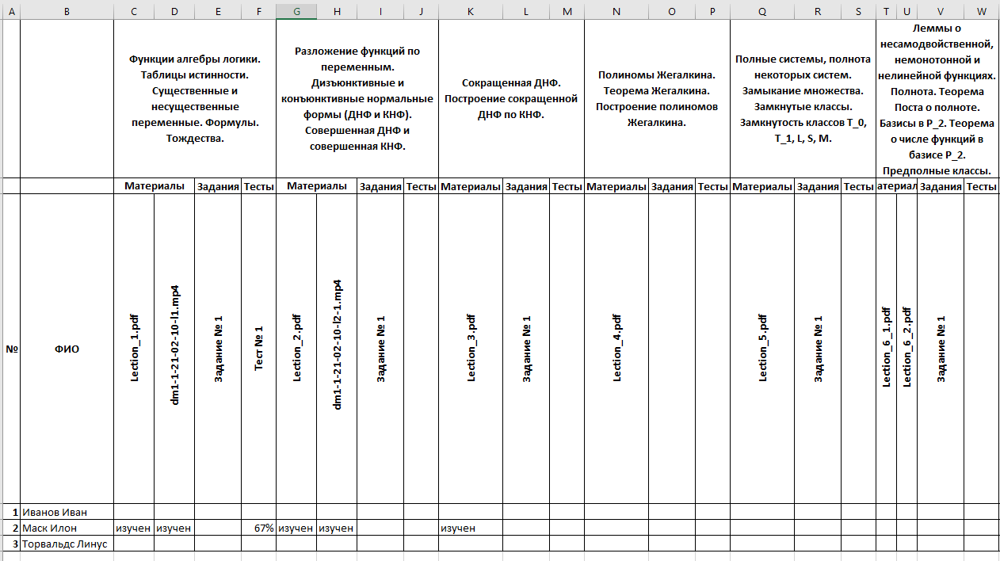 A B C D E F G H I J K L M N O P Q R S T U V W
Функции алгебры логики.
Таблицы истинности.
Существенные и
несущественные
переменные. Формулы.
Тождества.
Разложение функций по
переменным.
Дизъюнктивные и
конъюнктивные нормальные
формы (ДНФ и КНФ).
Совершенная ДНФ и
совершенная КНФ.
Сокращенная ДНФ.
Построение сокращенной
ДНФ по КНФ.
Полиномы Жегалкина.
Теорема Жегалкина.
Построение полиномов
Жегалкина.
Полные системы, полнота
некоторых систем.
Замыкание множества.
Замкнутые классы.
Замкнутость классов T_0,
T_1, L, S, M.
Леммы о
несамодвойственной,
немонотонной и
нелинейной функциях.
Полнота. Теорема
Поста о полноте.
Базисы в P_2. Теорема
о числе функций в
базисе P_2.
Предполные классы.
Материалы Задания Тесты Материалы Задания Тесты Материалы Задания Тесты Материалы Задания Тесты Материалы Задания Тесты атериал Задания Тесты
№
ФИО
Lection_1.pdf
dm1-1-21-02-10-l1.mp4
Задание № 1
Тест № 1
Lection_2.pdf
dm1-1-21-02-10-l2-1.mp4
Задание № 1
Lection_3.pdf
Задание № 1
Lection_4.pdf
Lection_5.pdf
Задание № 1
Lection_6_1.pdf
Lection_6_2.pdf
Задание № 1
1 Иванов Иван
2 Маск Илон изучен изучен 67% изучен изучен изучен
3 Торвальдс Линус